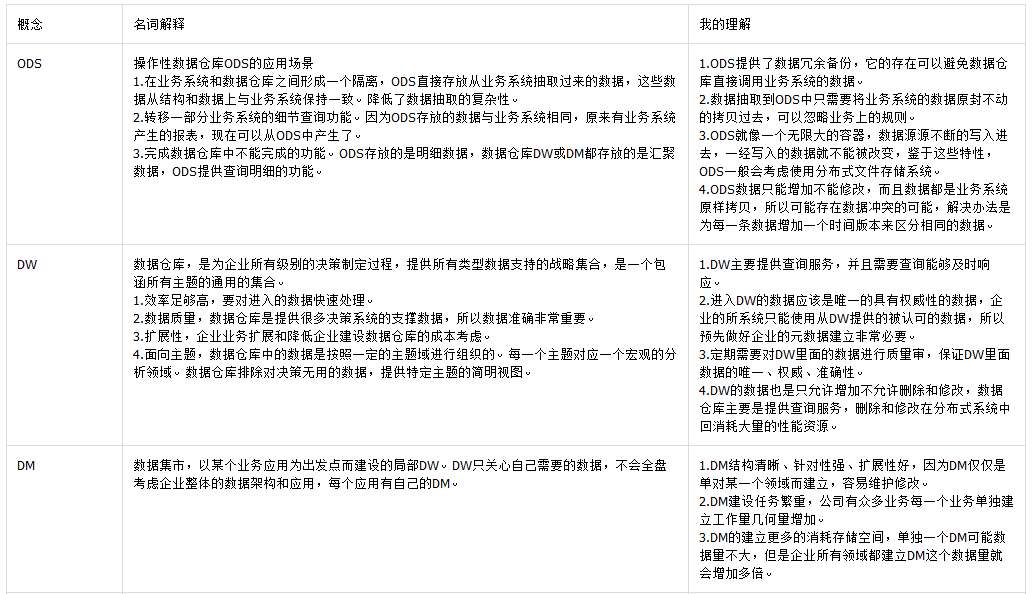 概念
名词解释
我的理解
ODS
操作性数据仓库ODS的应用场景
1.在业务系统和数据仓库之间形成一个隔离，ODS直接存放从业务系统抽取过来的数据，这些数
据从结构和数据上与业务系统保持一致。降低了数据抽取的复杂性。
2.转移一部分业务系统的细节查询功能。因为ODS存放的数据与业务系统相同，原来有业务系统
产生的报表，现在可以从ODS中产生了。
3.完成数据仓库中不能完成的功能。ODS存放的是明细数据，数据仓库DW或DM都存放的是汇聚
数据，ODS提供查询明细的功能。
1.ODS提供了数据冗余备份，它的存在可以避免数据仓
库直接调用业务系统的数据。
2.数据抽取到ODS中只需要将业务系统的数据原封不动
的拷贝过去，可以忽略业务上的规则。
3.ODS就像一个无限大的容器，数据源源不断的写入进
去，一经写入的数据就不能被改变，鉴于这些特性，
ODS一般会考虑使用分布式文件存储系统。
4.ODS数据只能增加不能修改，而且数据都是业务系统
原样拷贝，所以可能存在数据冲突的可能，解决办法是
为每一条数据增加一个时间版本来区分相同的数据。
DW
数据仓库，是为企业所有级别的决策制定过程，提供所有类型数据支持的战略集合，是一个包
涵所有主题的通用的集合。
1.效率足够高，要对进入的数据快速处理。
2.数据质量，数据仓库是提供很多决策系统的支撑数据，所以数据准确非常重要。
3.扩展性，企业业务扩展和降低企业建设数据仓库的成本考虑。
4.面向主题，数据仓库中的数据是按照一定的主题域进行组织的。每一个主题对应一个宏观的分
析领域。数据仓库排除对决策无用的数据，提供特定主题的简明视图。
1.DW主要提供查询服务，并且需要查询能够及时响
应。
2.进入DW的数据应该是唯一的具有权威性的数据，企
业的所系统只能使用从DW提供的被认可的数据，所以
预先做好企业的元数据建立非常必要。
3.定期需要对DW里面的数据进行质量审，保证DW里面
数据的唯一、权威、准确性。
4.DW的数据也是只允许增加不允许删除和修改，数据
仓库主要是提供查询服务，删除和修改在分布式系统中
回消耗大量的性能资源。
DM
数据集市，以某个业务应用为出发点而建设的局部DW。DW只关心自己需要的数据，不会全盘
考虑企业整体的数据架构和应用，每个应用有自己的DM。
1.DM结构清晰、针对性强、扩展性好，因为DM仅仅是
单对某一个领域而建立，容易维护修改。
2.DM建设任务繁重，公司有众多业务每一个业务单独建
立工作量几何量增加。
3.DM的建立更多的消耗存储空间，单独一个DM可能数
据量不大，但是企业所有领域都建立DM这个数据量就
会增加多倍。